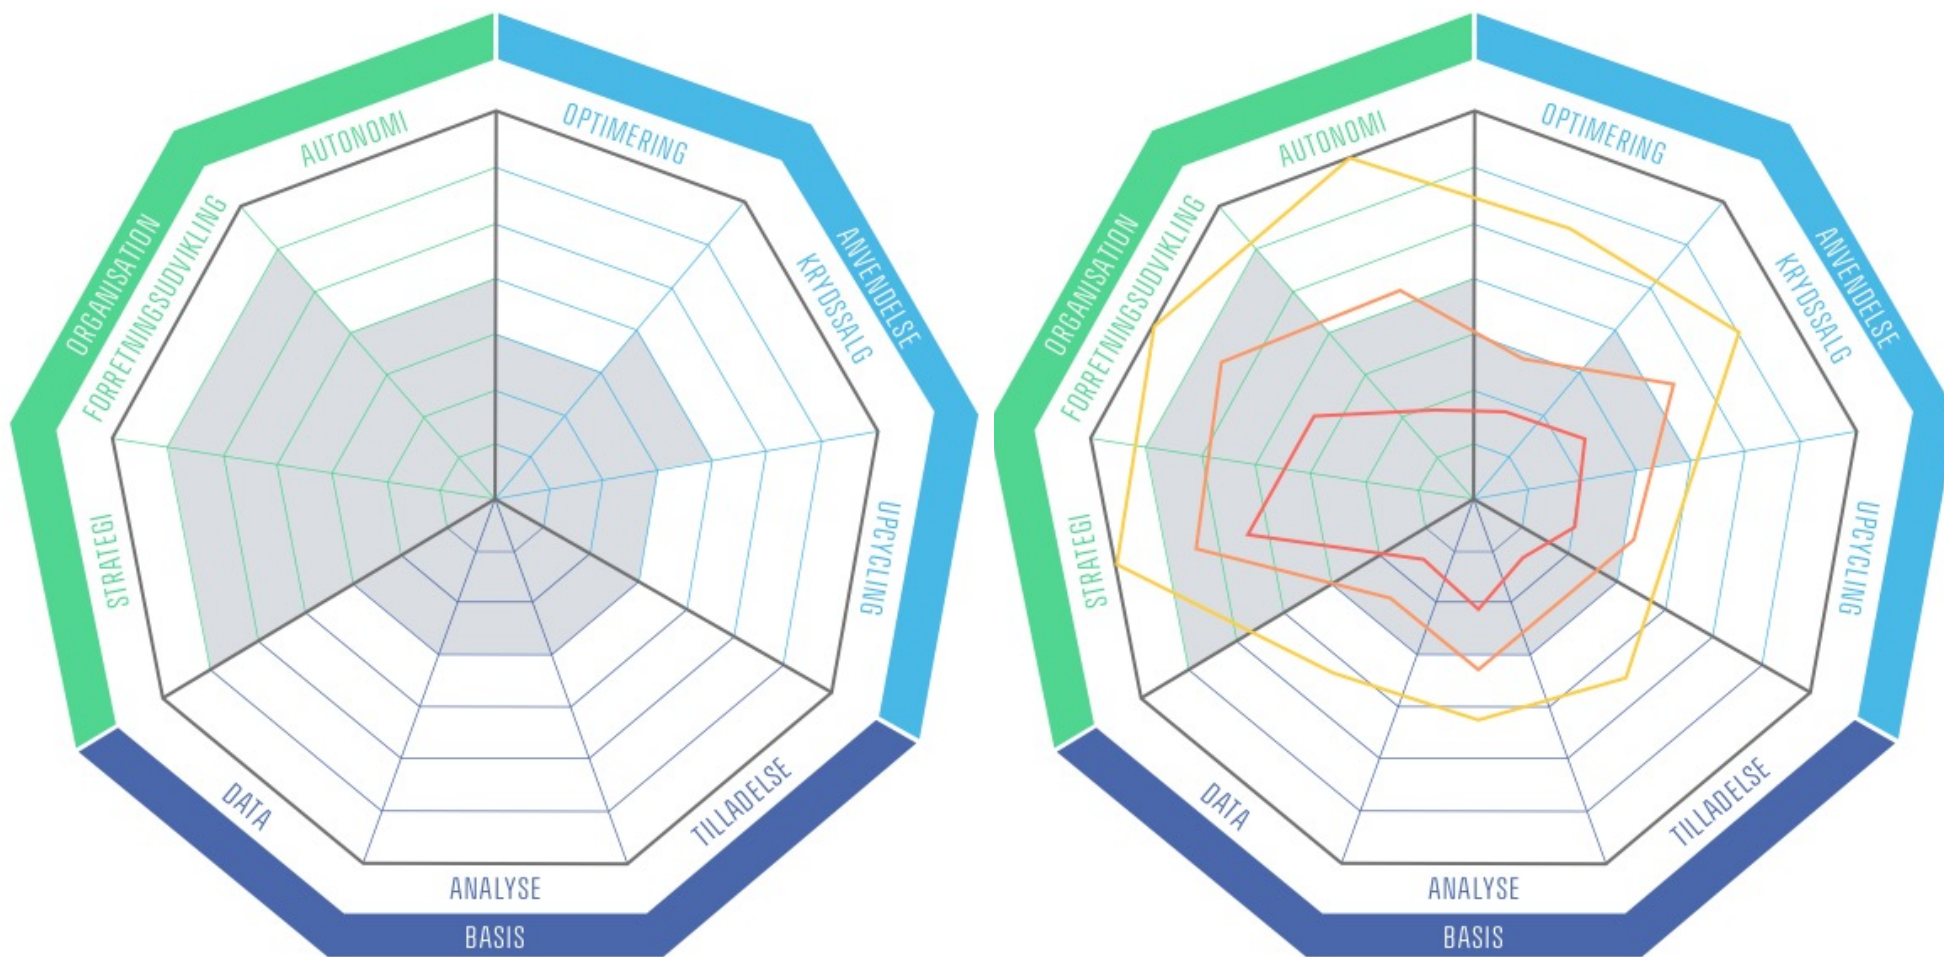 AUTONOMI
OPTIMERING
ORGANISATION
FORRETNINGSUDVIKLING
KRYDSSALG
ANVENDELSE
STRATEGI
UPCYCLING
DATA
TILLADELSE
ANALYSE
BASIS
AUTONOMI
OPTIMERING
ORGANISATION
FORRETNINGSUDVIKLING
KRYDSSALG
ANVENDELSE
STRATEGI
UPCYCLING
DATA
TILLADELSE
ANALYSE
BASIS